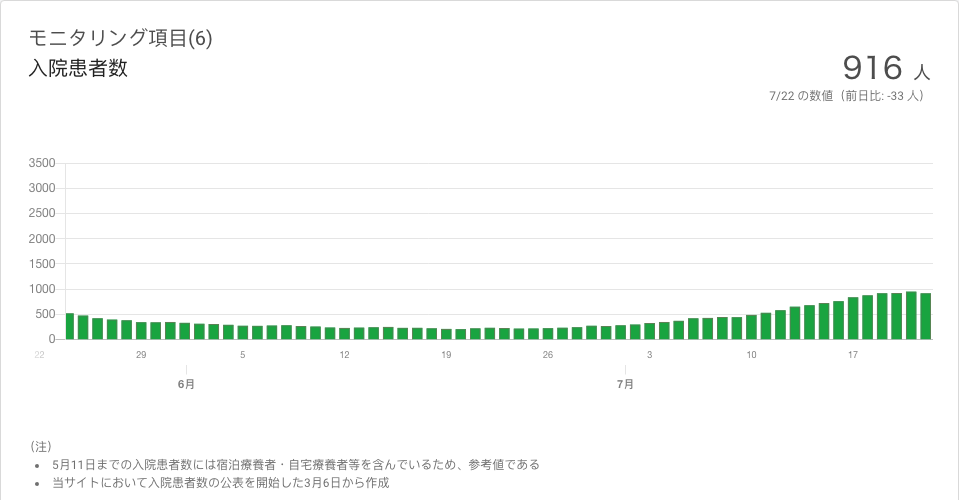 モニタリング項目(6)
入院患者数
916 人
7/22 の数値（前日比: -33 人）
3500
3000
2500
2000
1500
1000
500
0
22 29 5 12 19 26 3 10 17
6月 7月
（注）
• 5月11日までの入院患者数には宿泊療養者・自宅療養者等を含んでいるため、参考値である
• 当サイトにおいて入院患者数の公表を開始した3月6日から作成